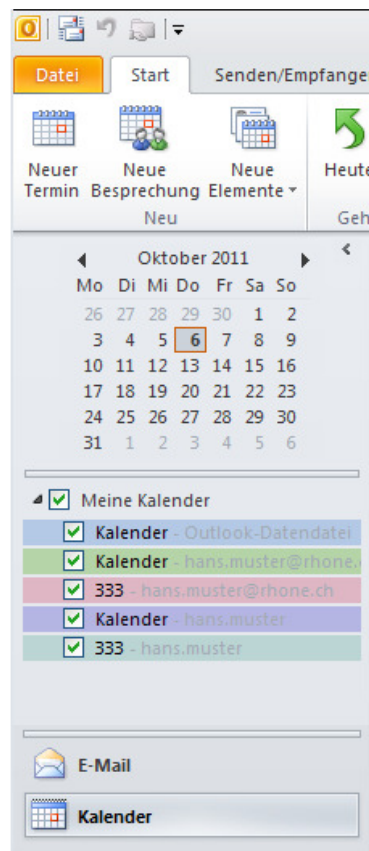 Datei Start Senden/Empfange
Neuer Termin Neue Besprechung Neue Elemente Heute
Neu Geh
Oktober 2011
Mo Di Mi Do Fr Sa So
26 27 28 29 30 1 2
3 4 5 6 7 8 9
10 11 12 13 14 15 16
17 18 19 20 21 22 23
24 25 26 27 28 29 30
31 1 2 3 4 5 6
Meine Kalender
Kalender - Outlook-Datendatei
Kalender - hans.muster@rhone.
333 - hans.muster@rhone.ch
Kalender - hans.muster
333 - hans.muster
E-Mail
Kalender